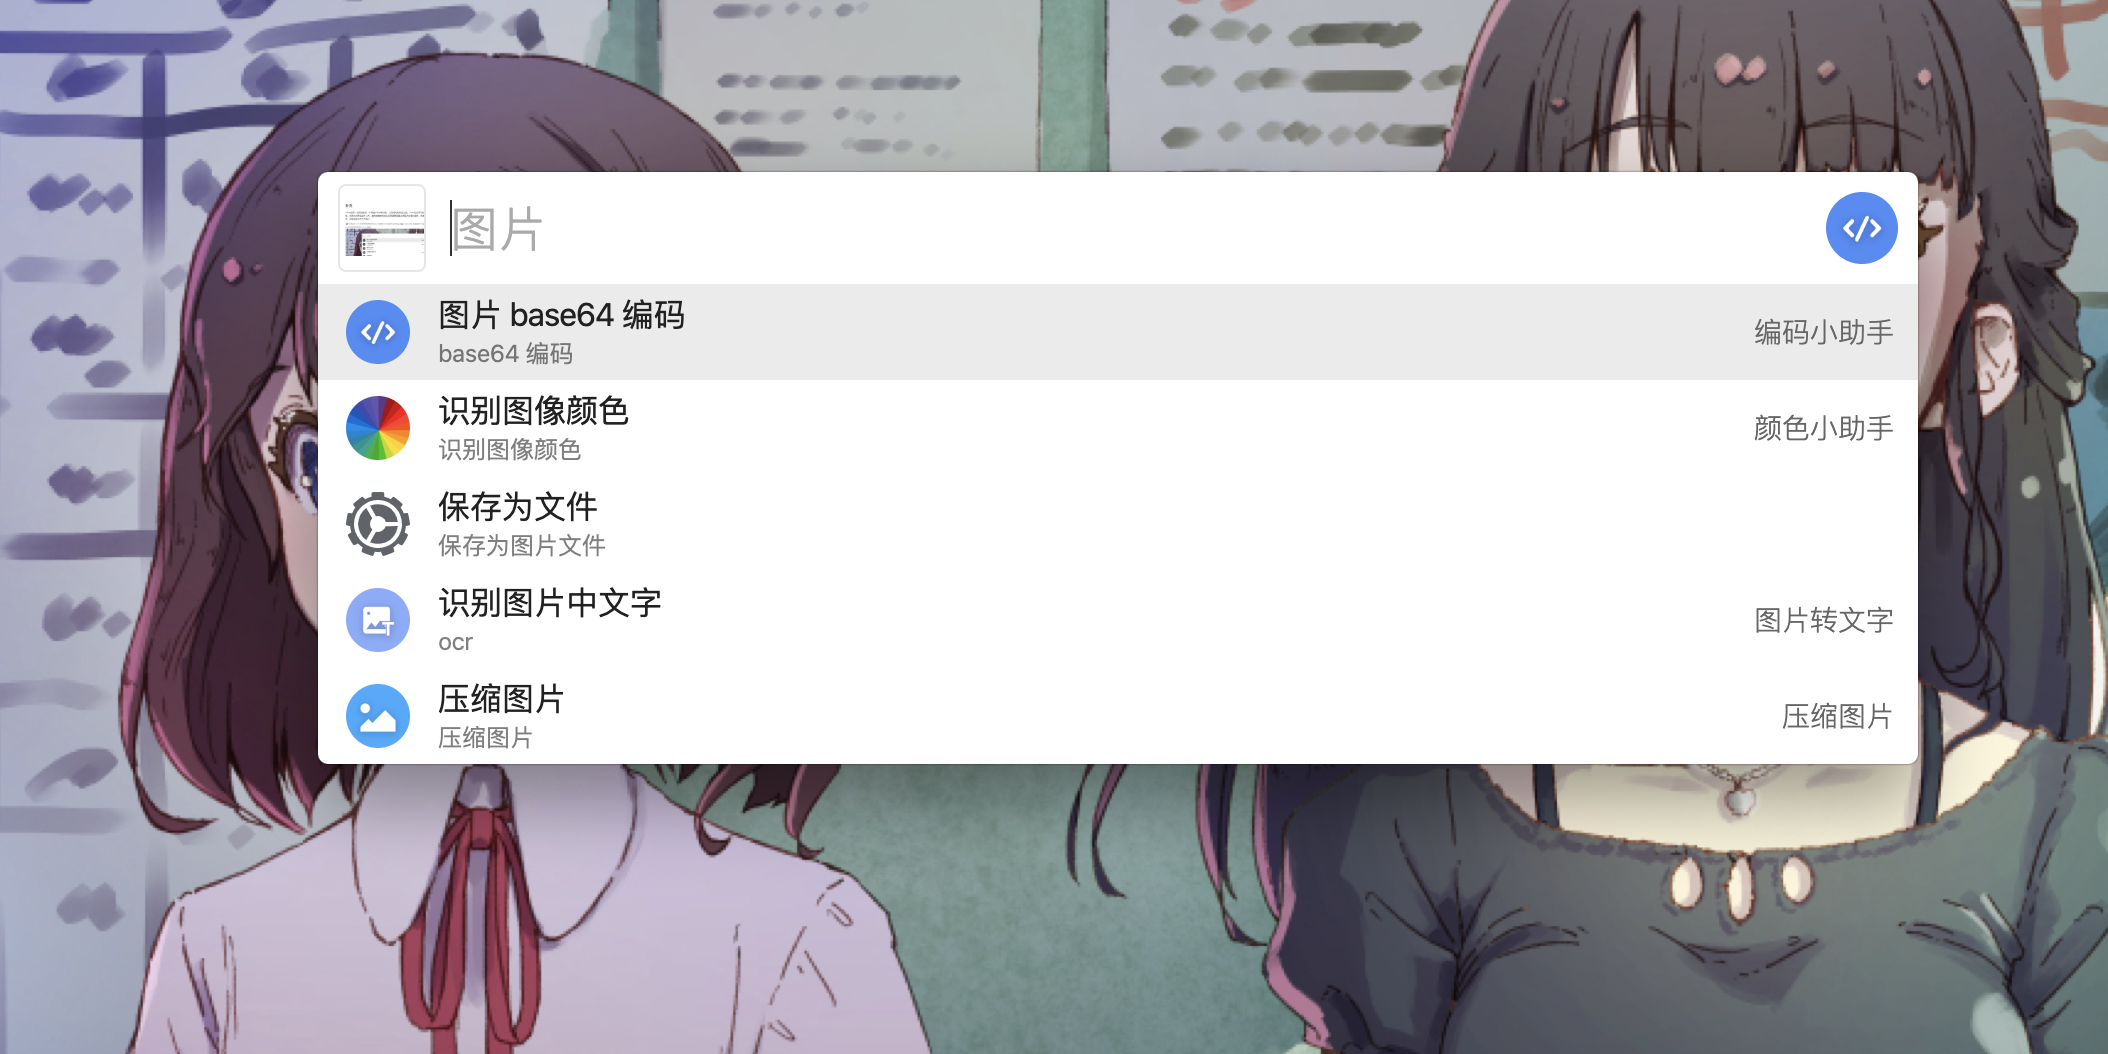 图片
图片 base64 编码
base64 编码
编码小助手
识别图像颜色
识别图像颜色
颜色小助手
保存为文件
保存为图片文件
识别图片中文字
ocr
图片转文字
压缩图片
压缩图片
压缩图片